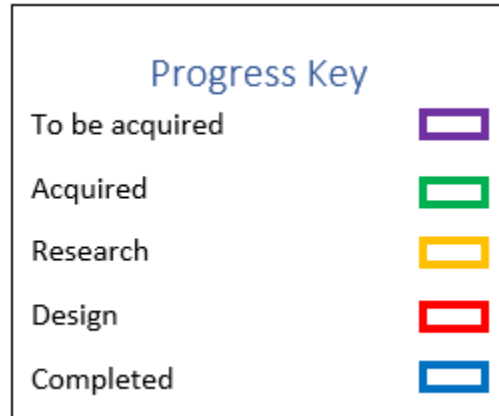 Progress Key
To be acquired
Acquired
Research
Design
Completed